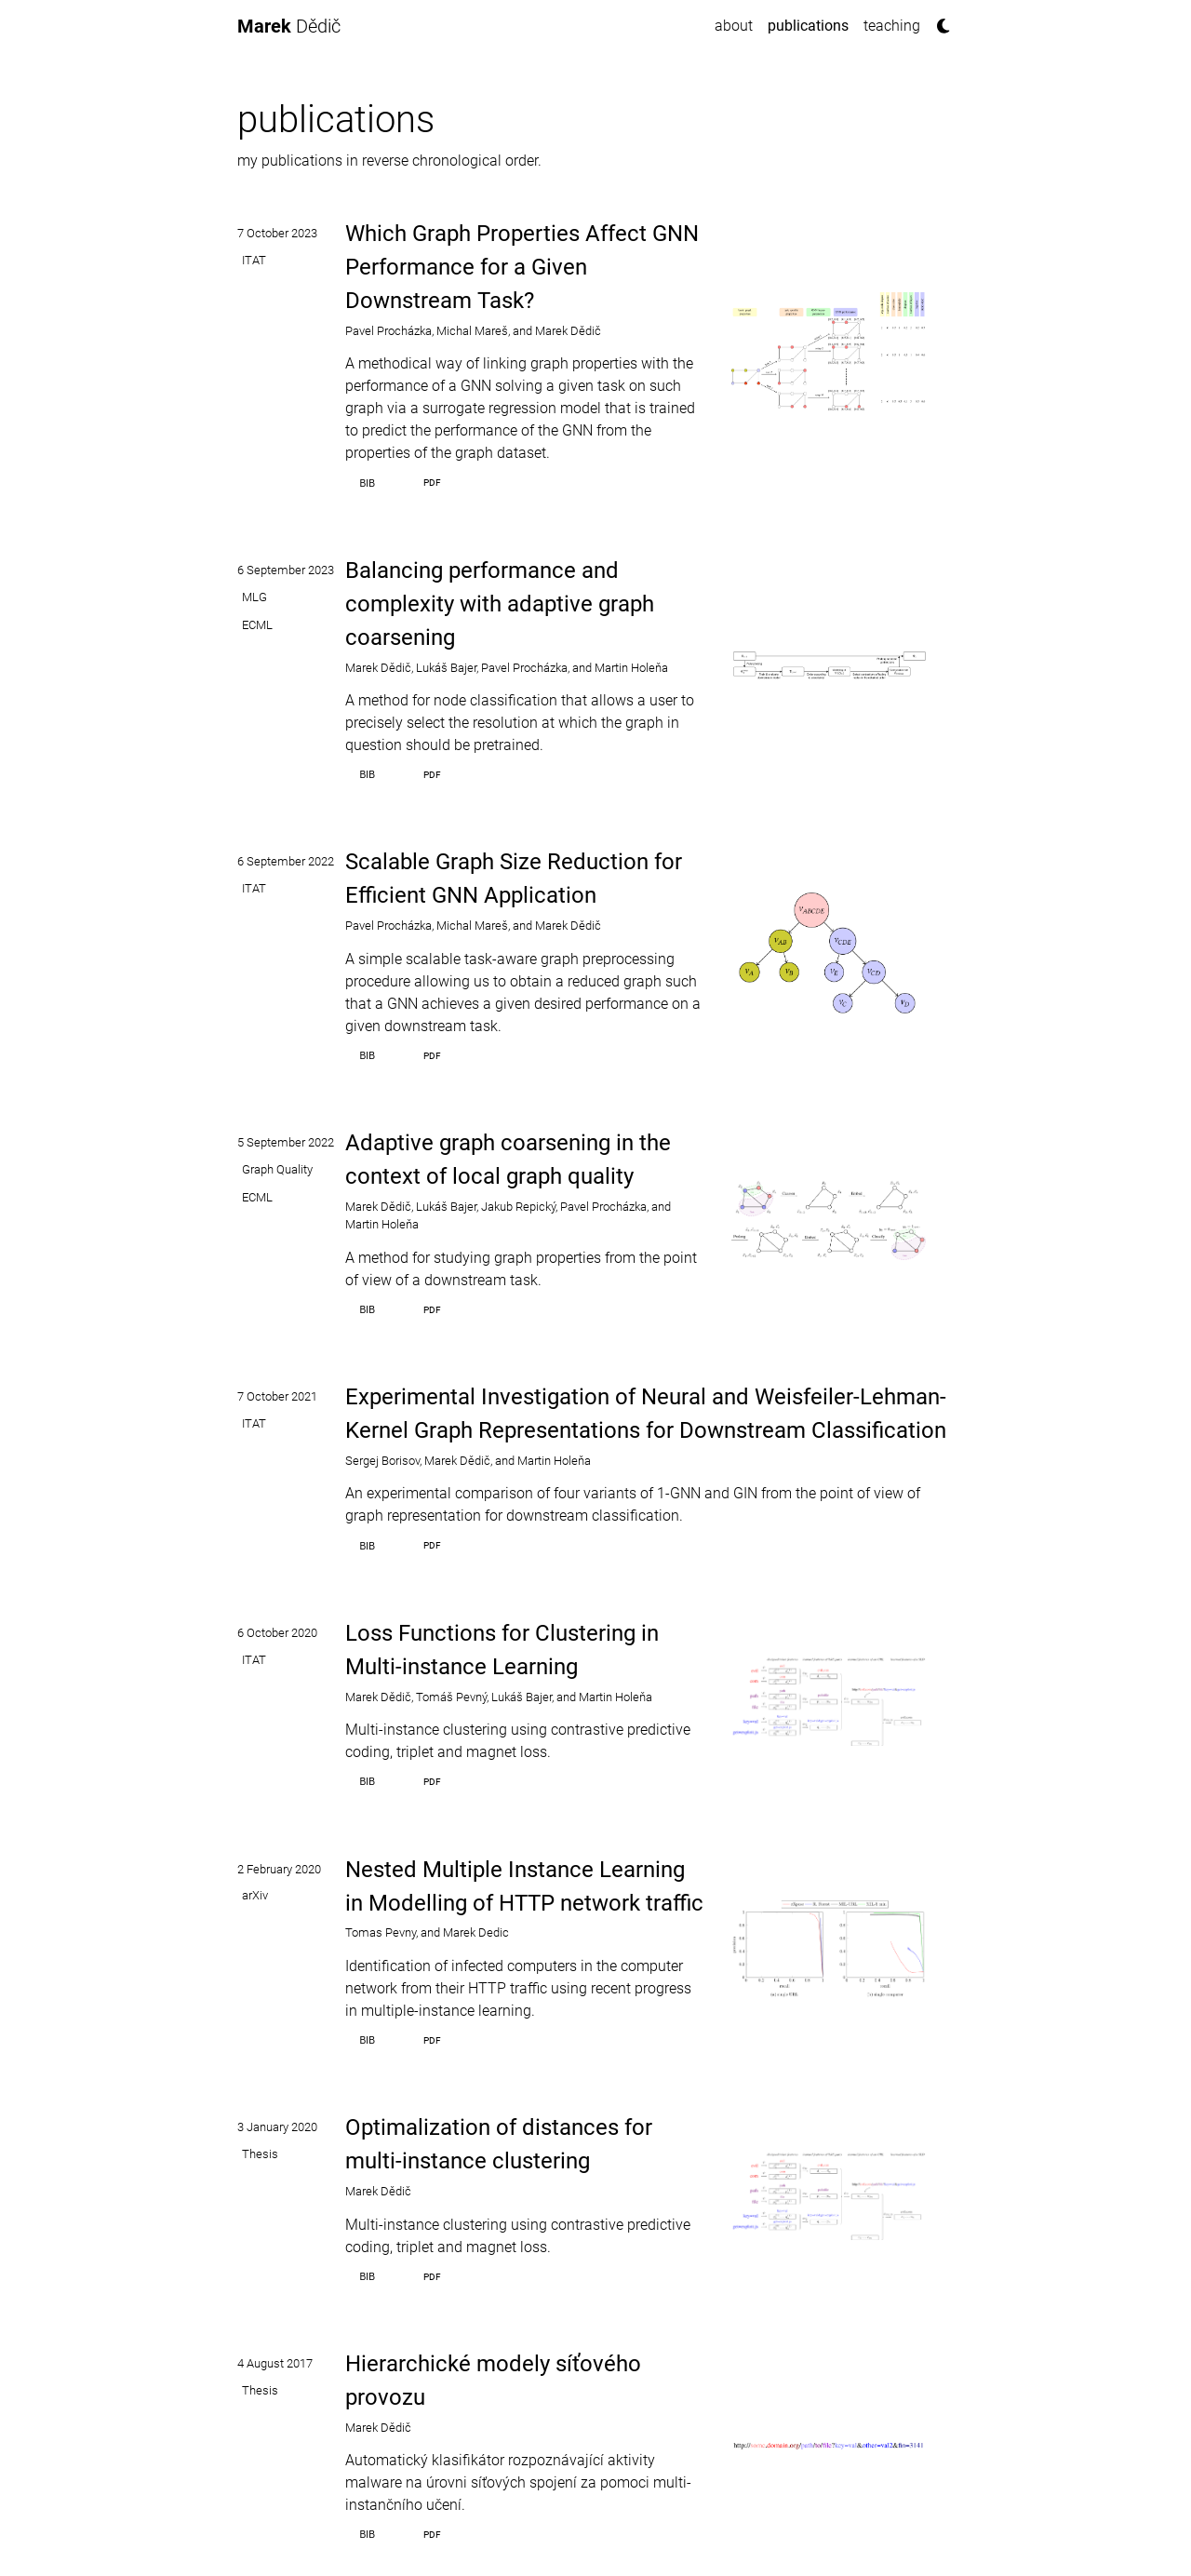 Marek Dědič
about publications teaching
publications
my publications in reverse chronological order.
7 October 2023
ITAT
Which Graph Properties Affect GNN
Performance for a Given
Downstream Task?
Pavel Procházka, Michal Mareš, and Marek Dědič
A methodical way of linking graph properties with the
performance of a GNN solving a given task on such
graph via a surrogate regression model that is trained
to predict the performance of the GNN from the
properties of the graph dataset.
BIB PDF
6 September 2023
MLG
ECML
Balancing performance and
complexity with adaptive graph
coarsening
Marek Dědič, Lukáš Bajer, Pavel Procházka, and Martin Holeňa
A method for node classification that allows a user to
precisely select the resolution at which the graph in
question should be pretrained.
BIB PDF
6 September 2022
ITAT
Scalable Graph Size Reduction for
Efficient GNN Application
Pavel Procházka, Michal Mareš, and Marek Dědič
A simple scalable task-aware graph preprocessing
procedure allowing us to obtain a reduced graph such
that a GNN achieves a given desired performance on a
given downstream task.
BIB PDF
VABCDE
VAB VCDE
VA VB VE VCD
VC VD
5 September 2022
Graph Quality
ECML
Adaptive graph coarsening in the
context of local graph quality
Marek Dědič, Lukáš Bajer, Jakub Repický, Pavel Procházka, and
Martin Holeňa
A method for studying graph properties from the point
of view of a downstream task.
BIB PDF
7 October 2021
ITAT
Experimental Investigation of Neural and Weisfeiler-Lehman-
Kernel Graph Representations for Downstream Classification
Sergej Borisov, Marek Dědič, and Martin Holeňa
An experimental comparison of four variants of 1-GNN and GIN from the point of view of
graph representation for downstream classification.
BIB PDF
6 October 2020
ITAT
Loss Functions for Clustering in
Multi-instance Learning
Marek Dědič, Tomáš Pevný, Lukáš Bajer, and Martin Holeňa
Multi-instance clustering using contrastive predictive
coding, triplet and magnet loss.
BIB PDF
2 February 2020
arXiv
Nested Multiple Instance Learning
in Modelling of HTTP network traffic
Tomas Pevny, and Marek Dedic
Identification of infected computers in the computer
network from their HTTP traffic using recent progress
in multiple-instance learning.
BIB PDF
3 January 2020
Thesis
Optimalization of distances for
multi-instance clustering
Marek Dědič
Multi-instance clustering using contrastive predictive
coding, triplet and magnet loss.
BIB PDF
4 August 2017
Thesis
Hierarchické modely síťového
provozu
Marek Dědič
Automatický klasifikátor rozpoznávající aktivity
malware na úrovni síťových spojení za pomoci multi-
instančního učení.
BIB PDF
http://some.domain.org/path/to/file?key=val&other=val2&fin=3141